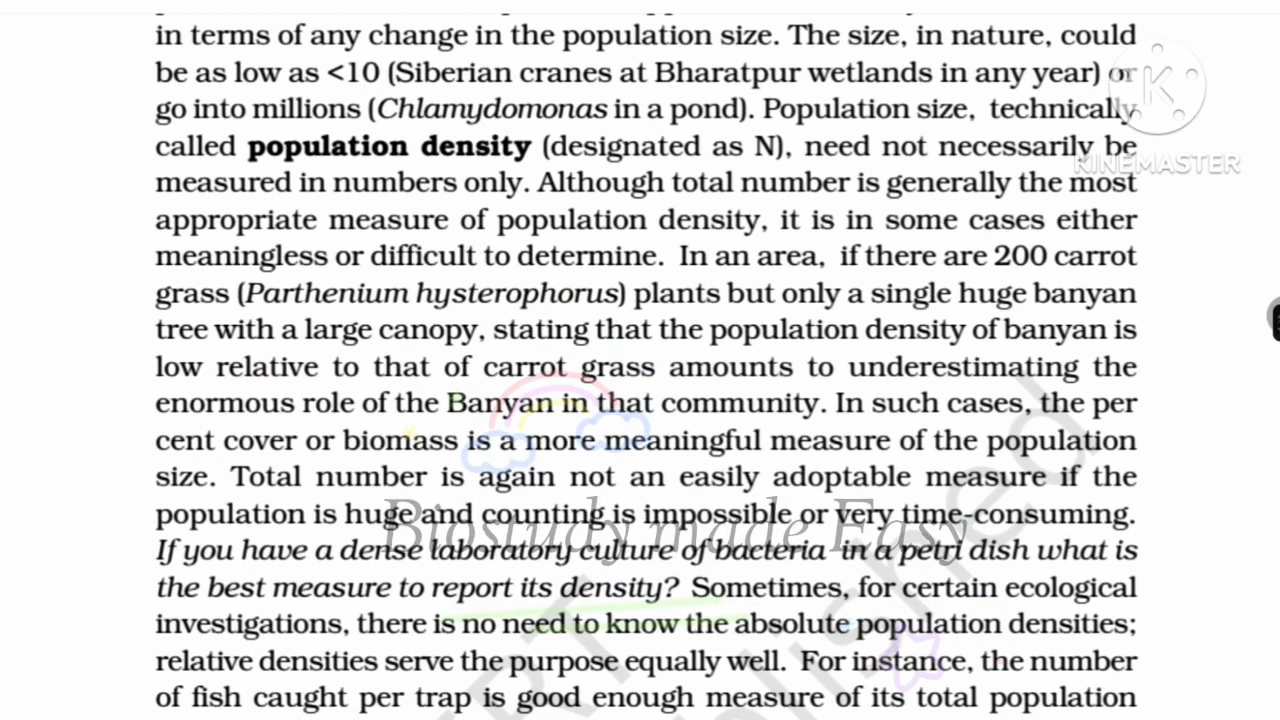 in terms of any change in the population size. The size, in nature, could
be as low as <10 (Siberian cranes at Bharatpur wetlands in any year) or
go into millions (Chlamydomonas in a pond). Population size, technically
called population density (designated as N), need not necessarily be
KINEMASTER
measured in numbers only. Although total number is generally the most
appropriate measure of population density, it is in some cases either
meaningless or difficult to determine. In an area, if there are 200 carrot
grass (Parthenium hysterophorus) plants but only a single huge banyan
tree with a large canopy, stating that the population density of banyan is
low relative to that of carrot grass amounts to underestimating the
enormous role of the Banyan in that community. In such cases, the per
cent cover or biomass is a more meaningful measure of the population
size. Total number is again not an easily adoptable measure if the
population is huge and counting is impossible or very time-consuming.
Biostudy made Easy
If you have a dense laboratory culture of bacteria in a petri dish what is
the best measure to report its density? Sometimes, for certain ecological
investigations, there is no need to know the absolute population densities;
relative densities serve the purpose equally well. For instance, the number
of fish caught per trap is good enough measure of its total population